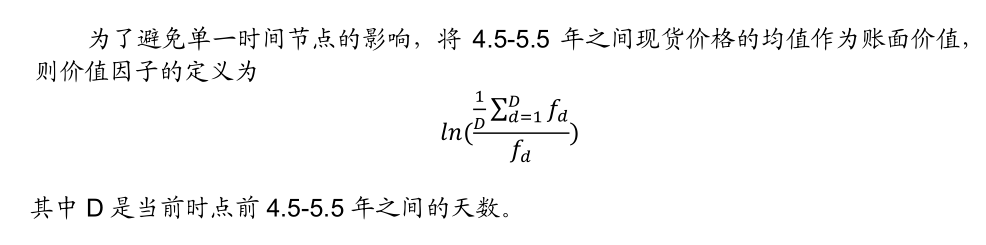 为了避免单一时间节点的影响，将 4.5-5.5 年之间现货价格的均值作为账面价值，
则价值因子的定义为
ln(\frac{\frac{1}{D}\sum_{d=1}^{D} f_d}{f_d})
其中 D 是当前时点前 4.5-5.5 年之间的天数。